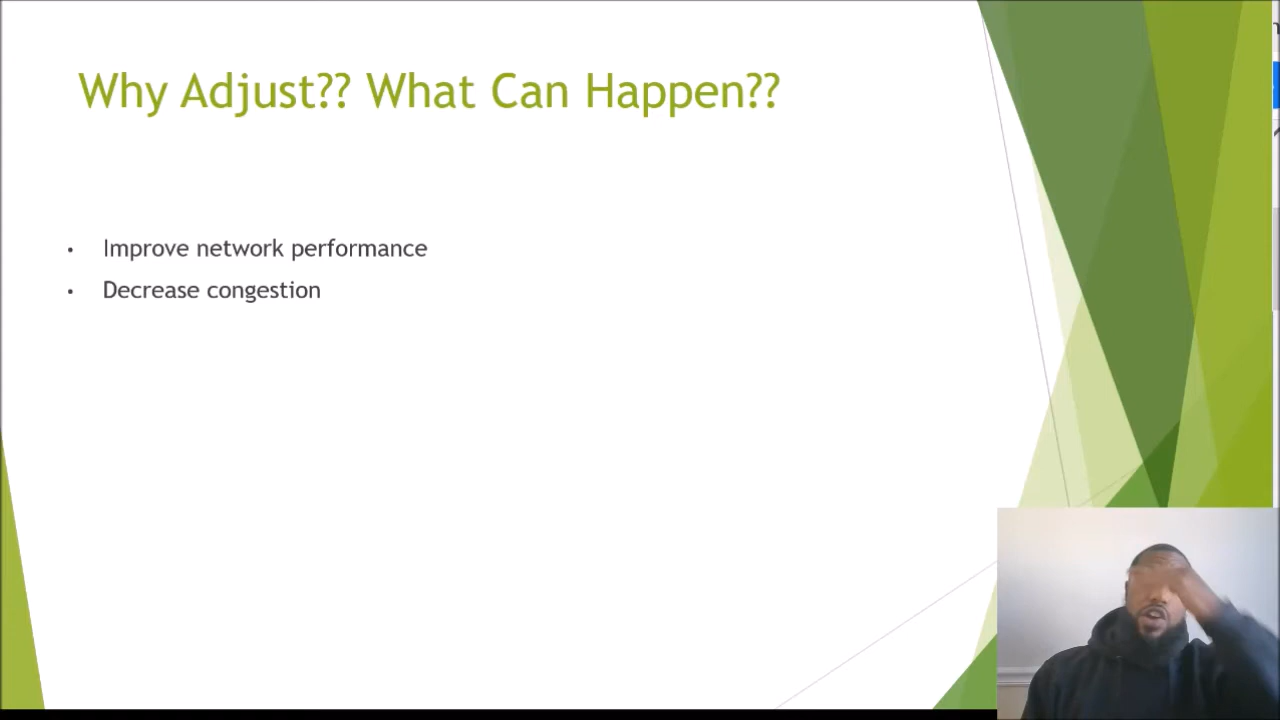 Why Adjust?? What Can Happen??
• Improve network performance
• Decrease congestion